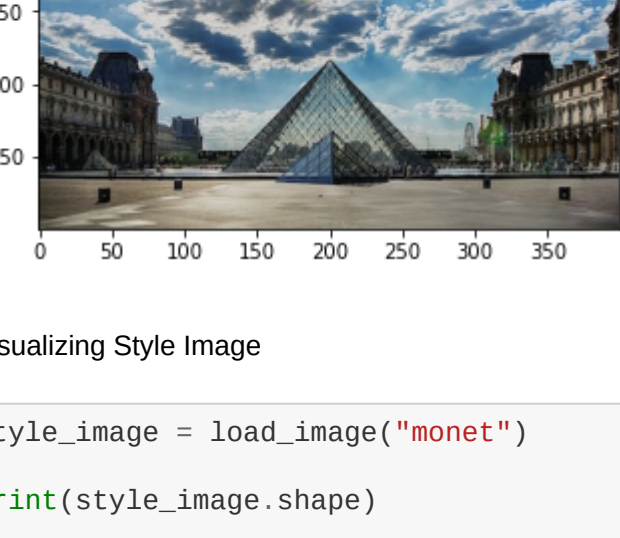 50
00
50
0 50 100 150 200 250 300 350
sualizing Style Image
tyle_image = load_image("monet")
rint(style_image.shape)